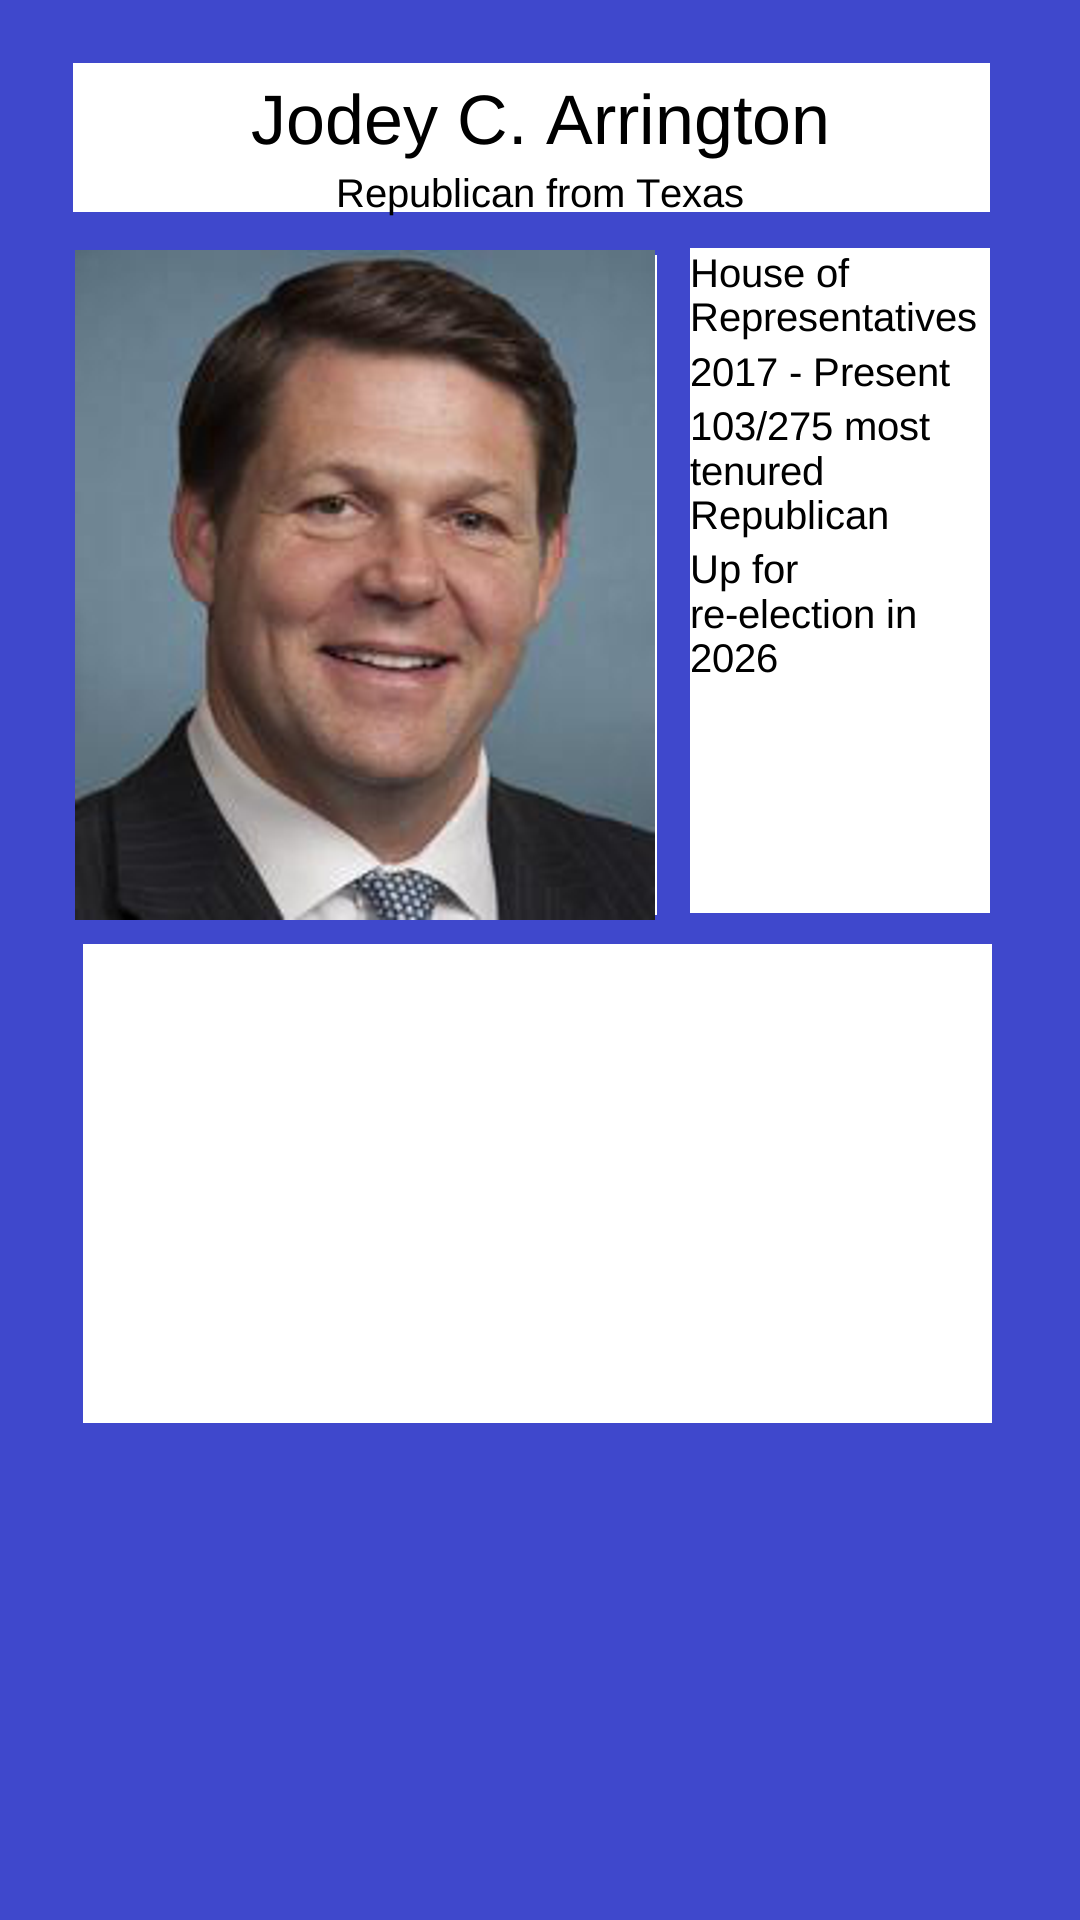 Jodey C. Arrington
Republican from Texas
House of
Representatives
2017 - Present
103/275 most
tenured
Republican
Up for
re-election in
2026